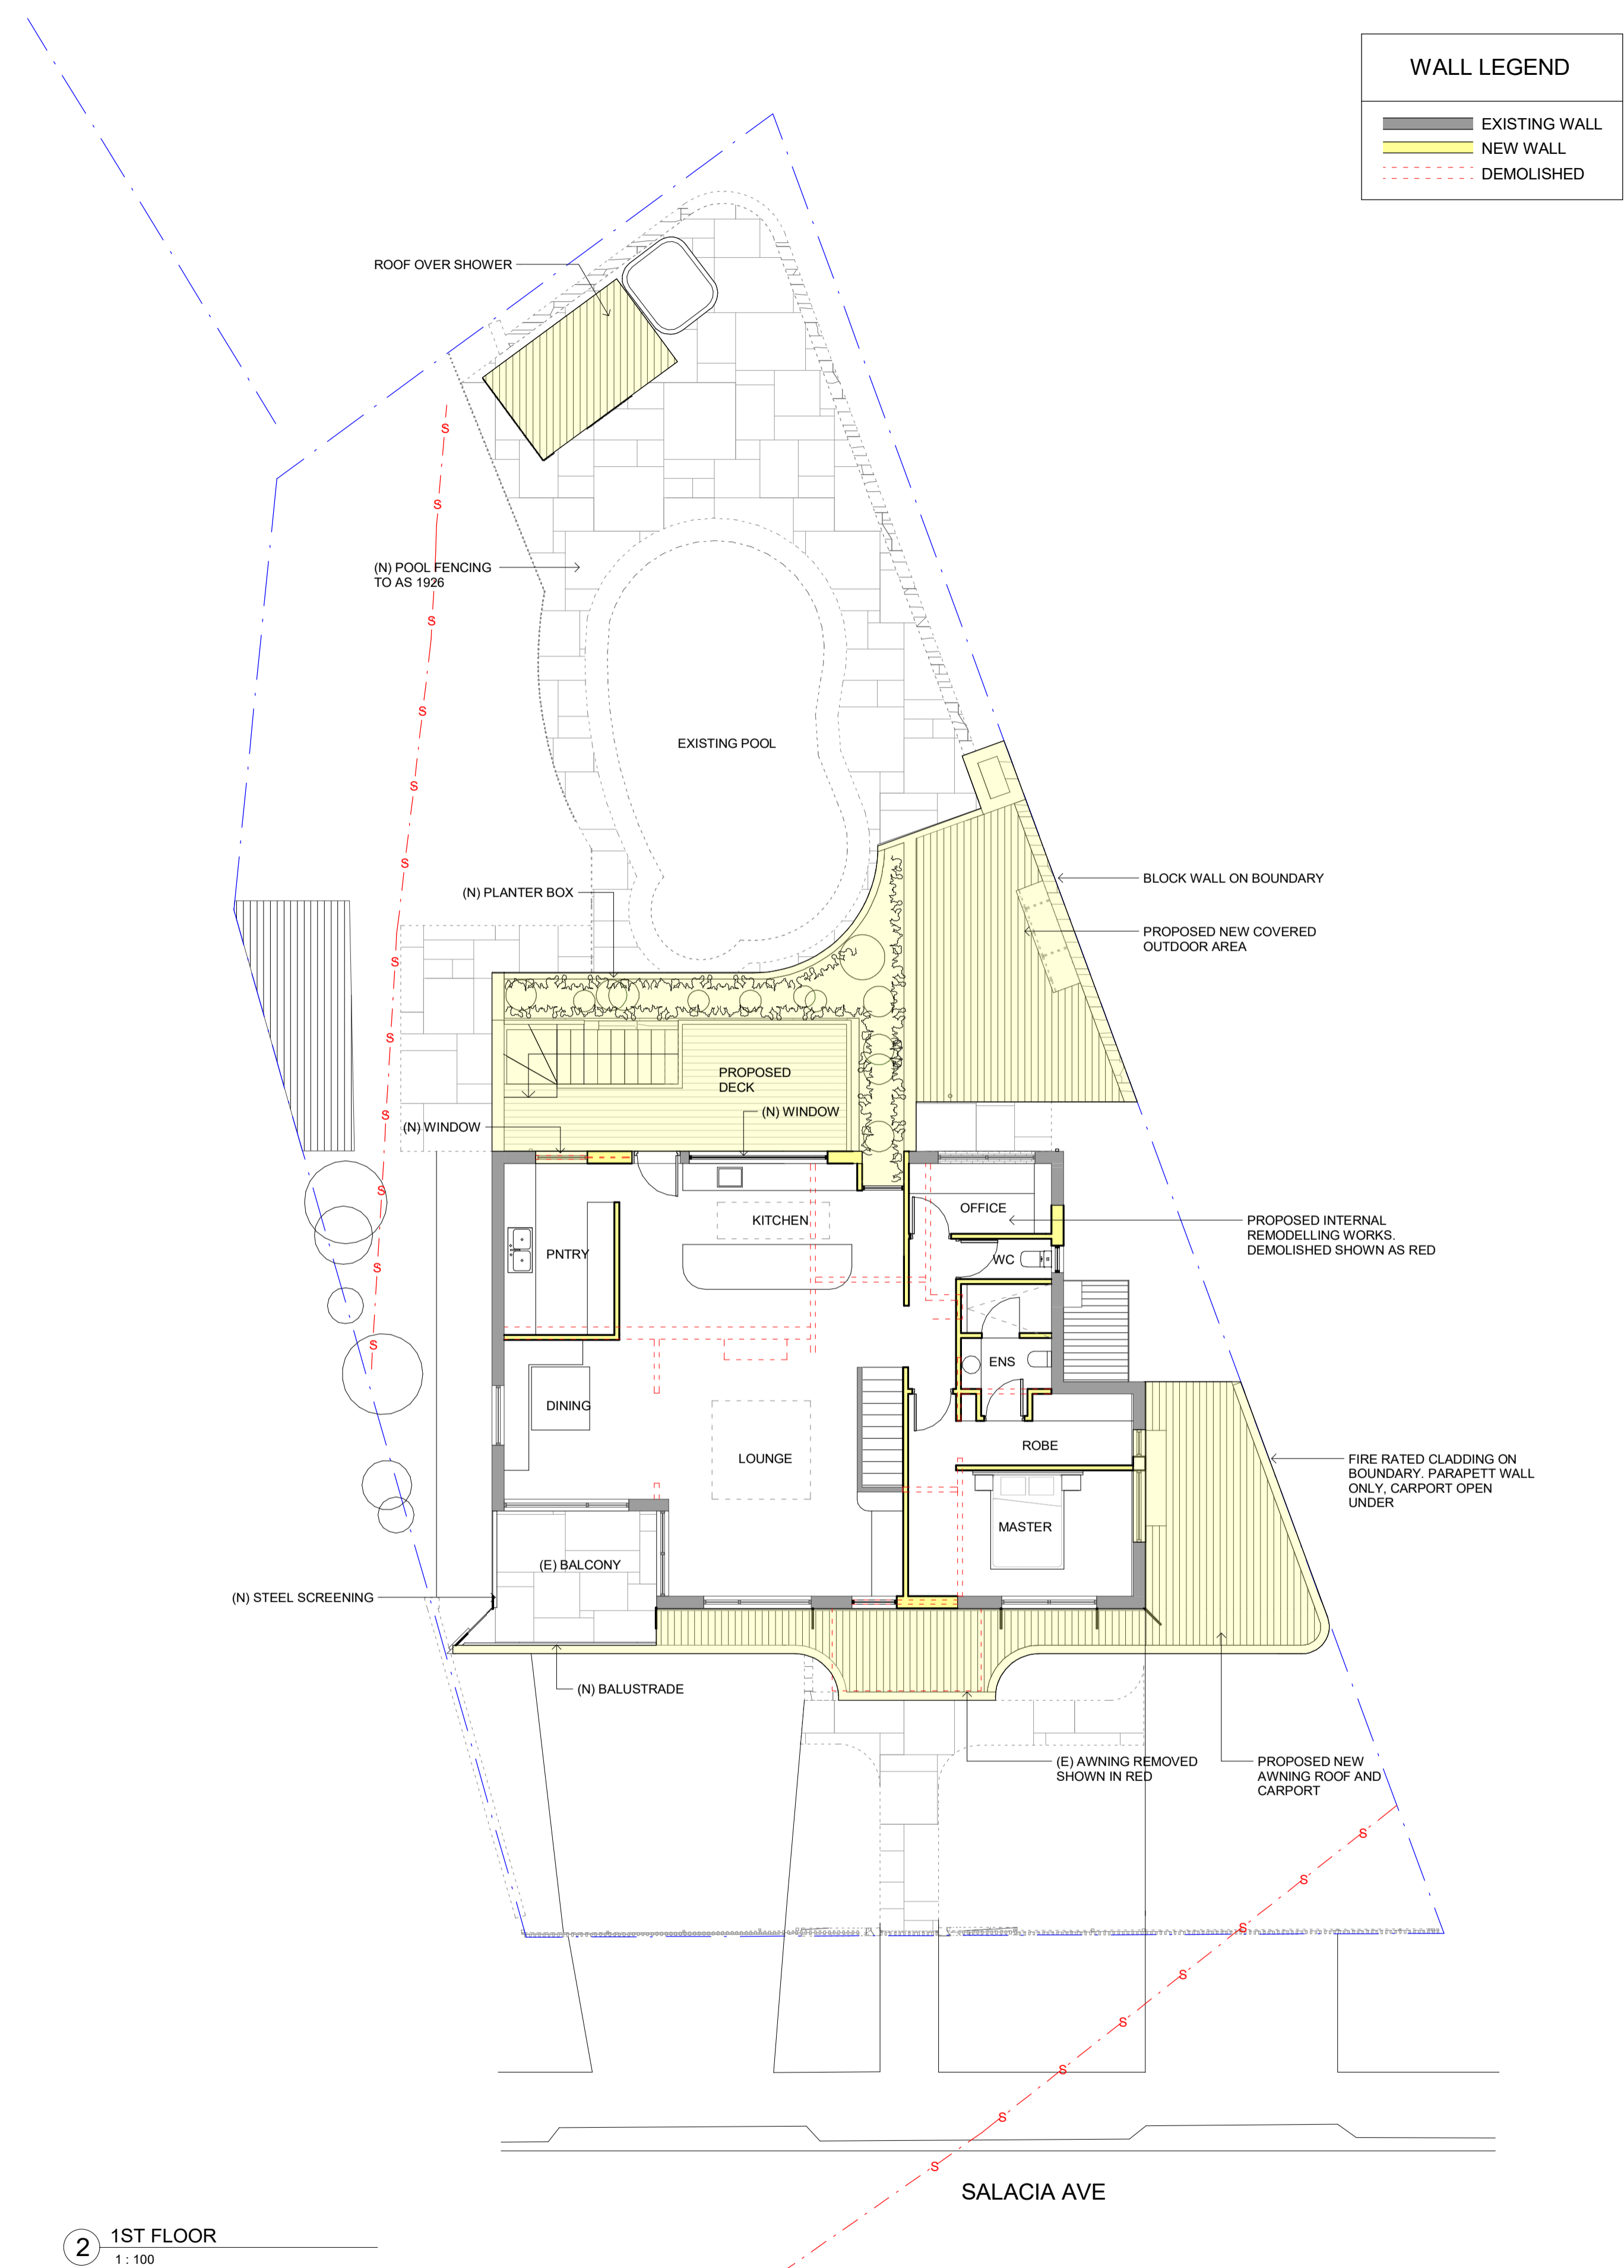 WALL LEGEND
EXISTING WALL
NEW WALL
DEMOLISHED
ROOF OVER SHOWER
S
S
(N) POOL FENCING
TO AS 1926
S
S
EXISTING POOL
S
S
BLOCK WALL ON BOUNDARY
(N) PLANTER BOX
PROPOSED NEW COVERED
OUTDOOR AREA
S
S
PROPOSED
DECK
(N) WINDOW
S
(N) WINDOW
S
OFFICE
KITCHEN
PROPOSED INTERNAL
REMODELLING WORKS.
DEMOLISHED SHOWN AS RED
PNTRY
WC
S
S
ENS
DINING
ROBE
LOUNGE
FIRE RATED CLADDING ON
BOUNDARY. PARAPETT WALL
ONLY, CARPORT OPEN
UNDER
MASTER
(E) BALCONY
(N) STEEL SCREENING
(N) BALUSTRADE
(E) AWNING REMOVED
SHOWN IN RED
PROPOSED NEW
AWNING ROOF AND
CARPORT
S
S
S
S
S
S
S
S
SALACIA AVE
2
1ST FLOOR
1 : 100